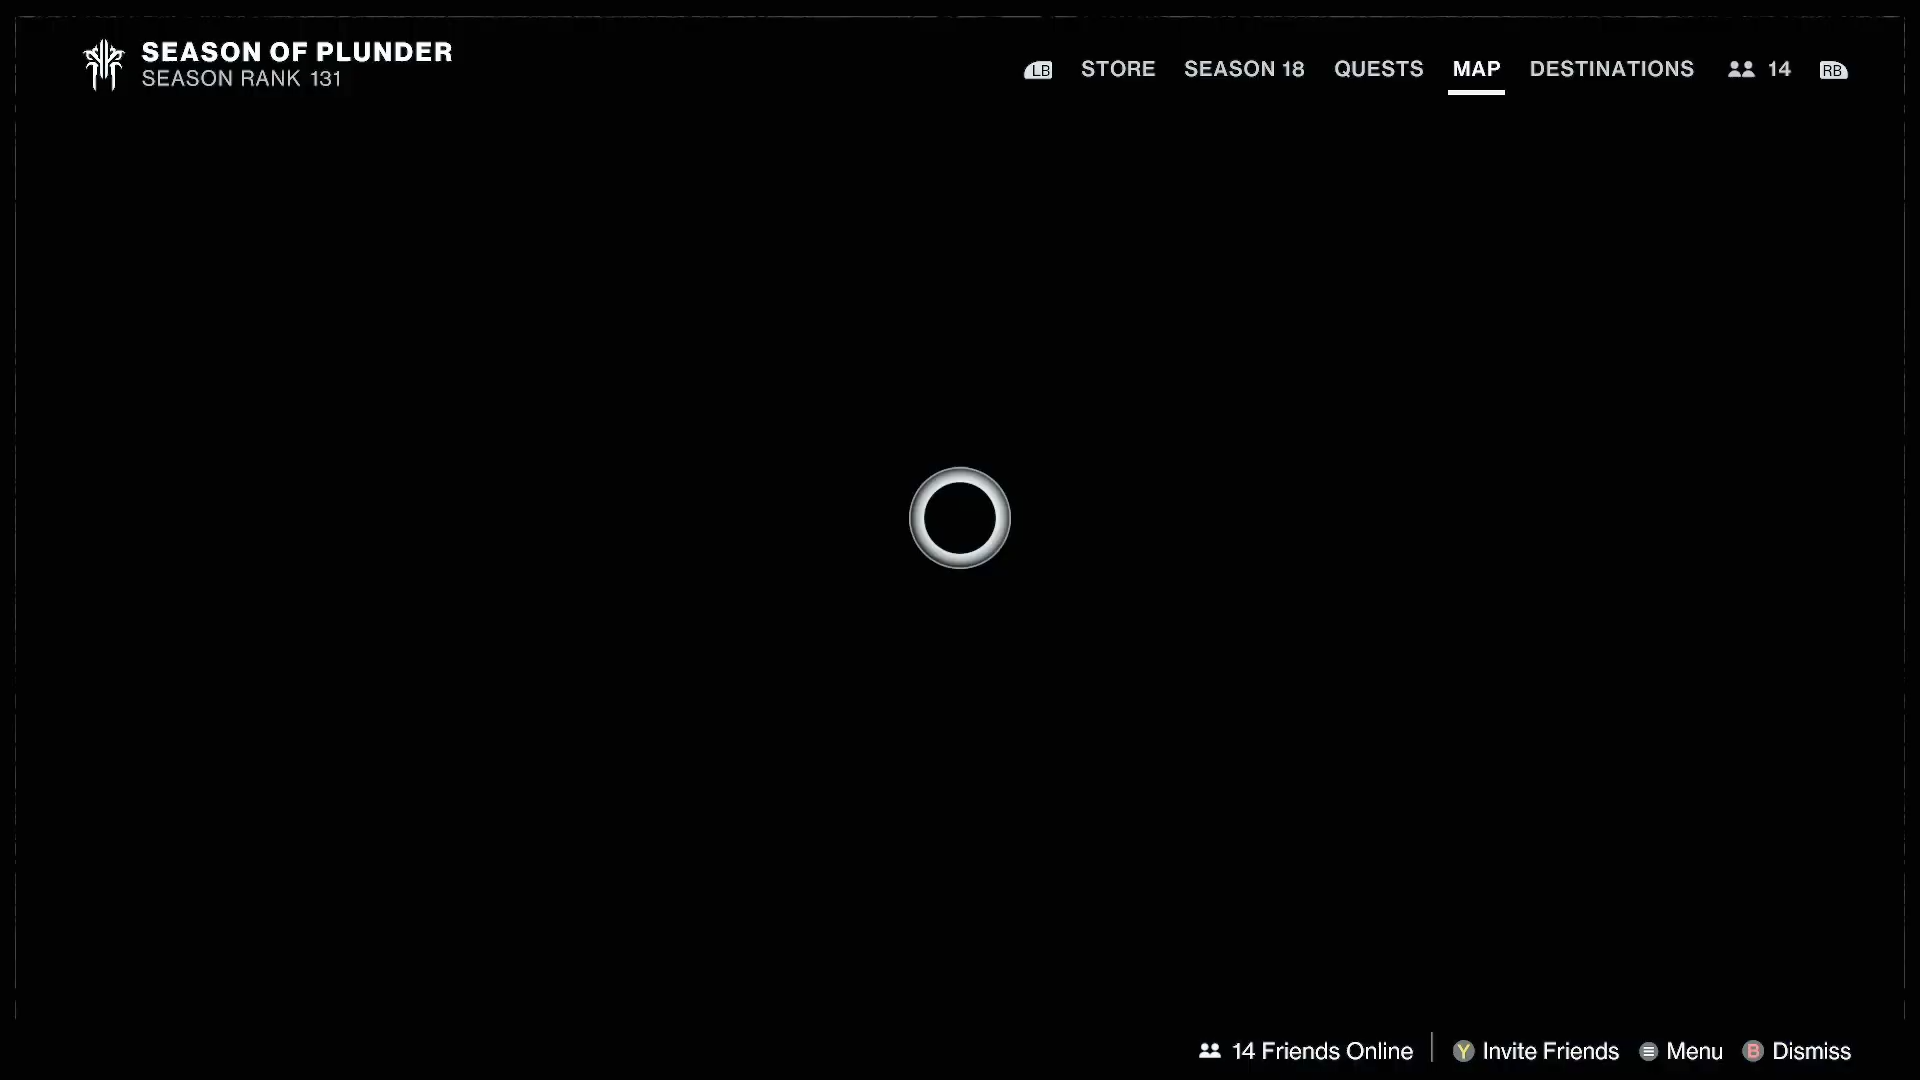 SEASON OF PLUNDER
SEASON RANK 131
LB STORE SEASON 18 QUESTS MAP DESTINATIONS 14 RB
14 Friends Online Y Invite Friends Menu B Dismiss